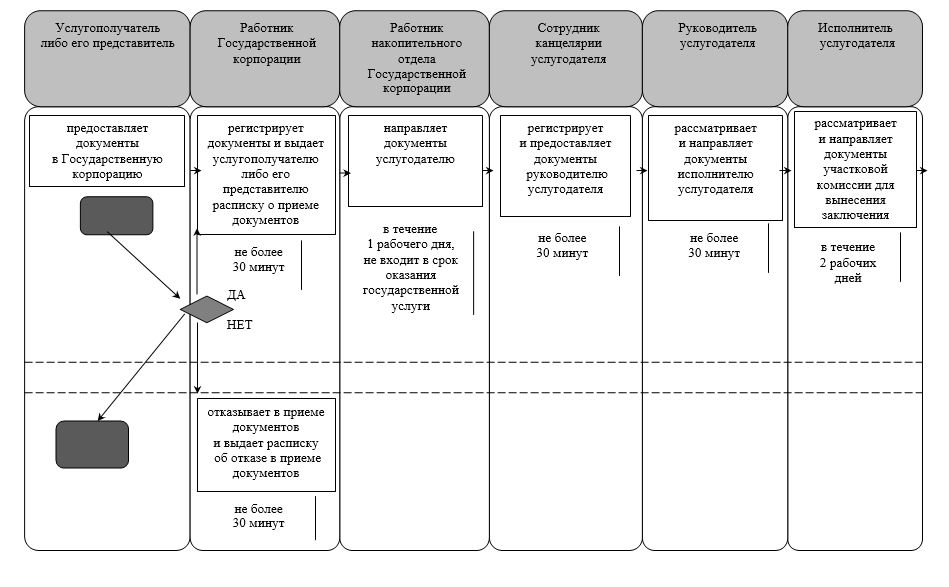 Услугополучатель
либо его представитель
Работник
Государственной
корпорации
Работник
накопительного
отдела
Государственной
корпорации
Сотрудник
канцелярии
услугодателя
Руководитель
услугодателя
Исполнитель
услугодателя
предоставляет
документы
в Государственную
корпорацию
регистрирует
документы и выдает
услугополучателю
либо его
представителю
расписку о приеме
документов
направляет
документы
услугодателю
регистрирует
и предоставляет
документы
руководителю
услугодателя
рассматривает
и направляет
документы
исполнителю
услугодателя
рассматривает
и направляет
документы
участковой
комиссии для
вынесения
заключения
не более
30 минут
в течение
1 рабочего дня,
не входит в срок
оказания
государственной
услуги
не более
30 минут
не более
30 минут
в течение
2 рабочих
дней
ДА
НЕТ
отказывает в приеме
документов
и выдает расписку
об отказе в приеме
документов
не более
30 минут